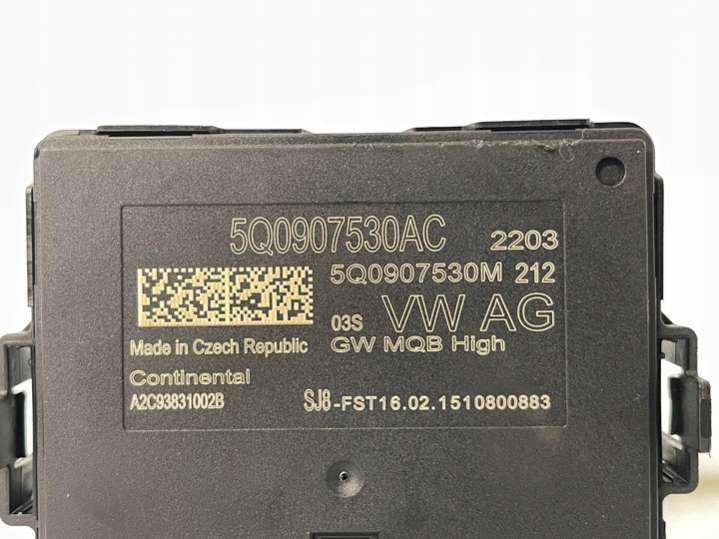 5Q0907530AC 2203
5Q0907530M 212
03S VW AG
Made in Czech Republic GW MQB High
Continental
A2C93831002B SJ8-FST16.02.1510800883